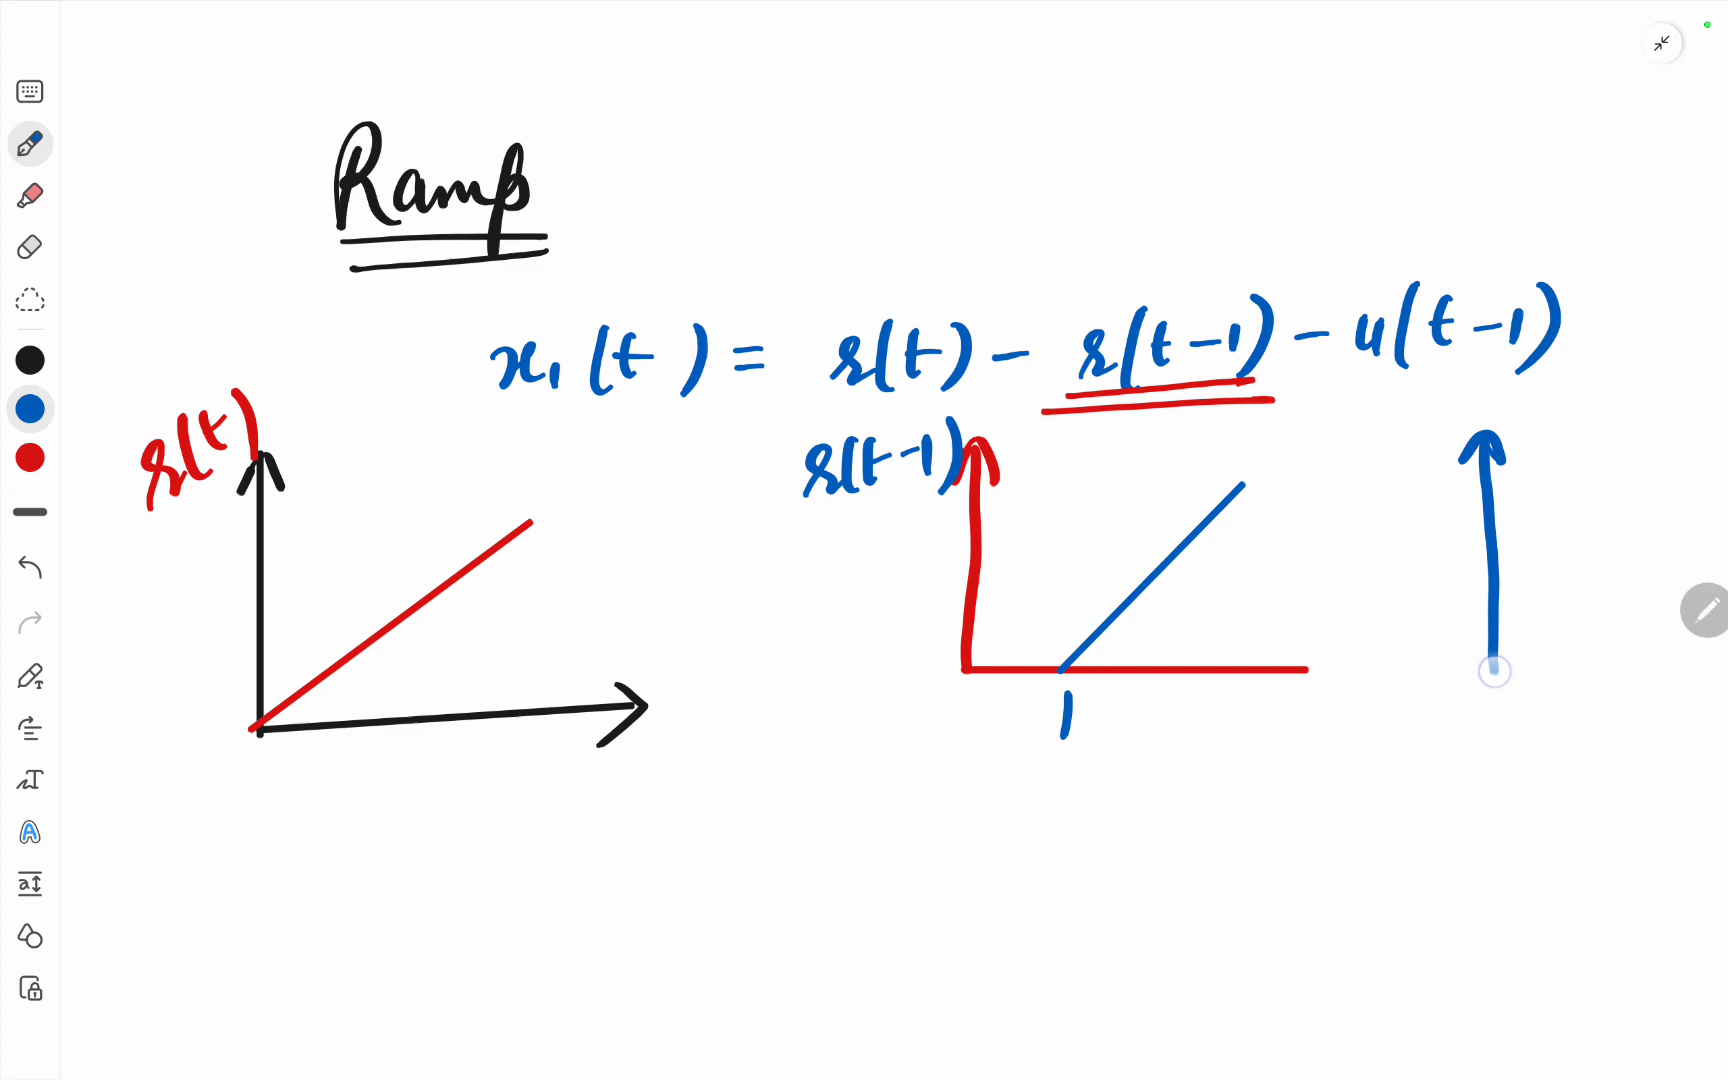 Ramp
x₁(t) = r(t) - r(t-1) - u(t-1)
r(t)
r(t-1)
1